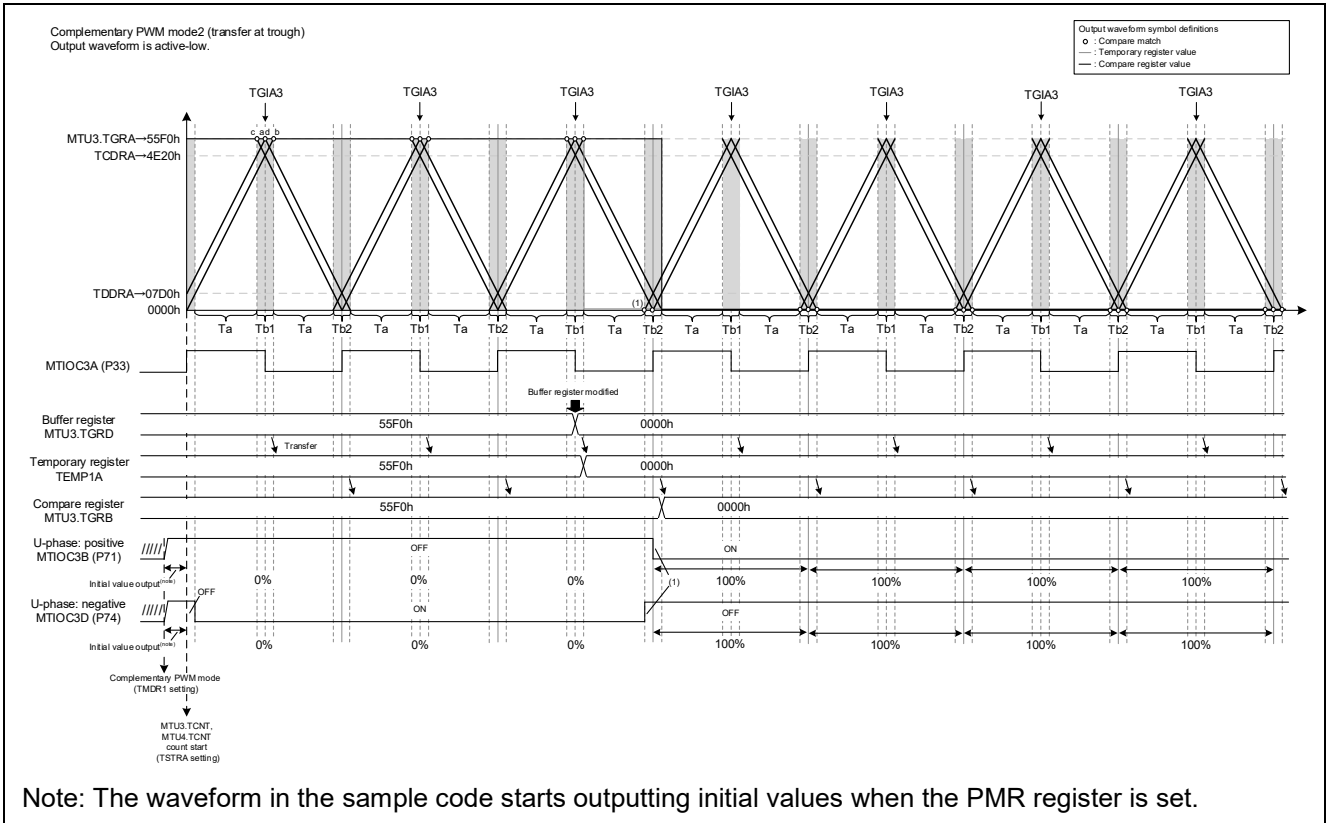 Complementary PWM mode2 (transfer at trough)
Output waveform is active-low.
Output waveform symbol definitions
o : Compare match
— : Temporary register value
— : Compare register value
TGIA3 TGIA3 TGIA3 TGIA3 TGIA3 TGIA3 TGIA3
c ad b
MTU3.TGRA→55F0h
TCDRA→4E20h
TDDRA→07D0h
(1)
0000h
Ta Tb1 Ta Tb2 Ta Tb1 Ta Tb2 Ta Tb1 Ta Tb2 Ta Tb1 Ta Tb2 Ta Tb1 Ta Tb2 Ta Tb1 Ta Tb2 Ta Tb1 Ta Tb2
MTIOC3A (P33)
Buffer register modified
Buffer register
MTU3.TGRD
55F0h 0000h
Transfer
Temporary register
TEMP1A
55F0h 0000h
Compare register
MTU3.TGRB
55F0h 0000h
U-phase: positive
MTIOC3B (P71)
OFF ON
Initial value output(note) 0% 0% 0% (1) 100% 100% 100% 100%
OFF
U-phase: negative
MTIOC3D (P74)
ON OFF
Initial value output(note) 0% 0% 0% 100% 100% 100% 100%
Complementary PWM mode
(TMDR1 setting)
MTU3.TCNT,
MTU4.TCNT
count start
(TSTRA setting)
Note: The waveform in the sample code starts outputting initial values when the PMR register is set.